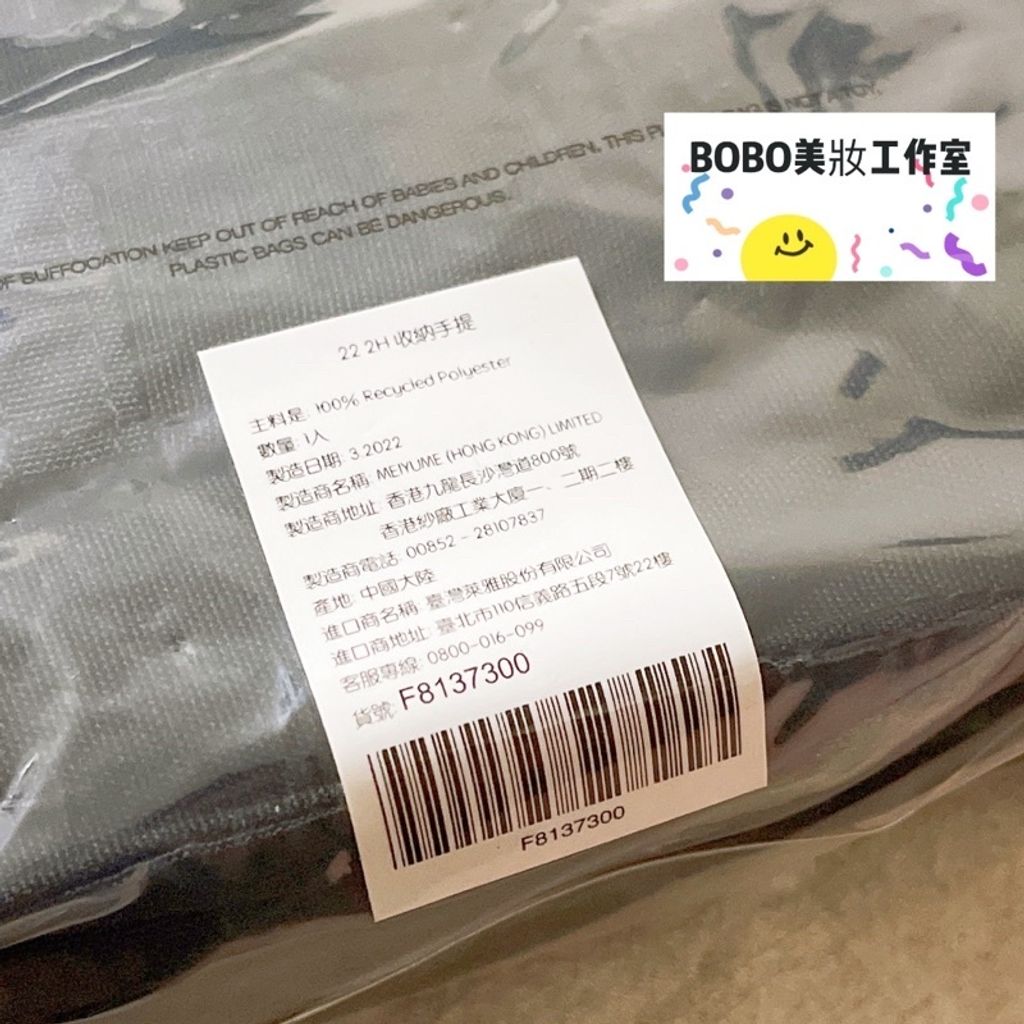 OF BUFFOCATION KEEP OUT OF REACH OF BABIES AND CHILDREN, THIS BAG IS NOT A TOY.
PLASTIC BAGS CAN BE DANGEROUS.
BOBO美妝工作室
22 2H 收納手提
主料是: 100% Recycled Polyester
數量: 1入
製造日期: 3.2022
製造商名稱: MEIYUME (HONG KONG) LIMITED
製造商地址: 香港九龍長沙灣道800號
香港紗廠工業大廈一、二期二樓
製造商電話: 00852 - 28107837
產地: 中國大陸
進口商名稱: 臺灣萊雅股份有限公司
進口商地址: 臺北市110信義路五段7號22樓
客服專線: 0800-016-099
貨號: F8137300
F8137300